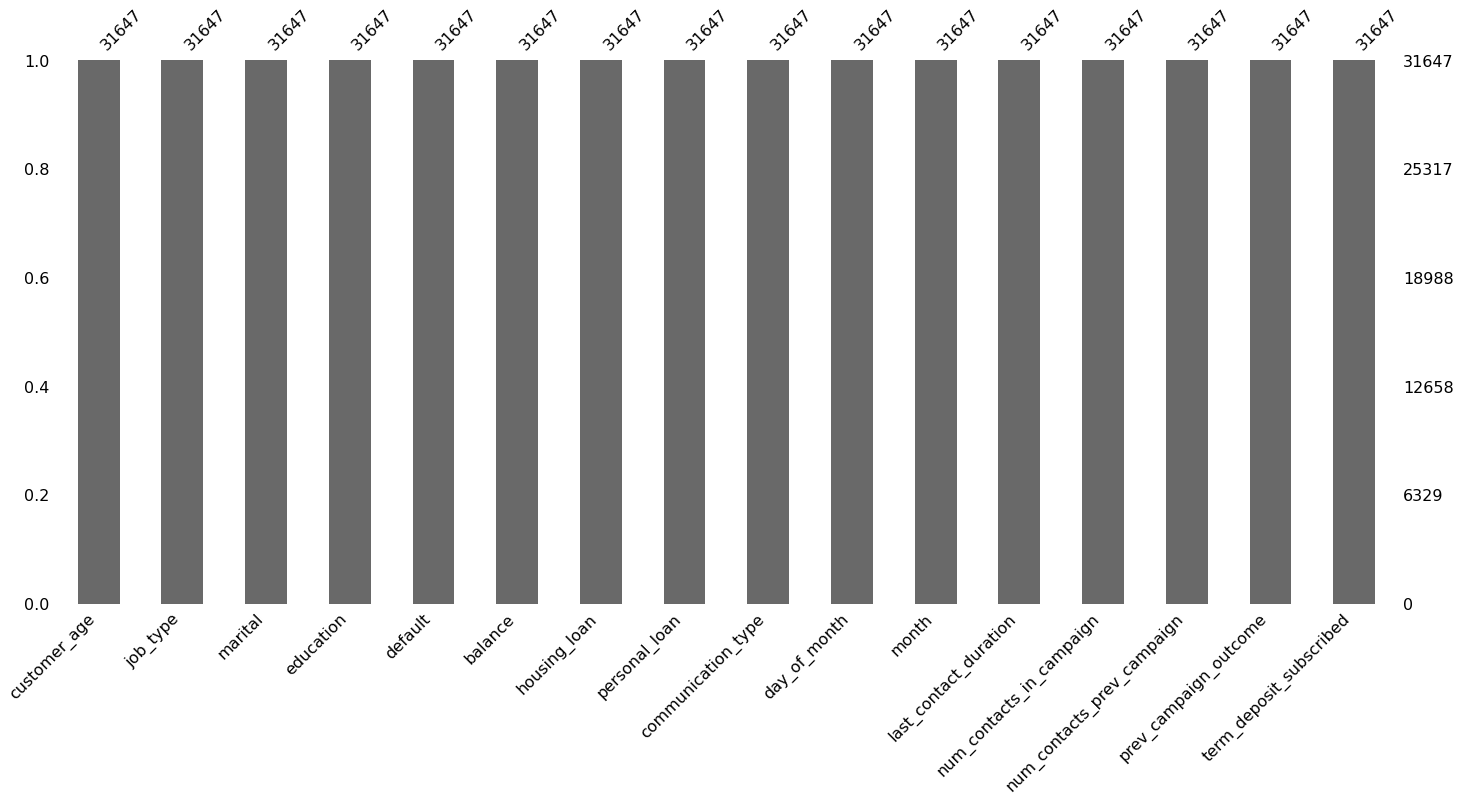 31647 31647 31647 31647 31647 31647 31647 31647 31647 31647 31647 31647 31647 31647 31647 31647
1.0 31647
0.8 25317
0.6 18988
0.4 12658
0.2 6329
0.0 0
customer_age
job_type
marital
education
default
balance
housing_loan
personal_loan
communication_type
day_of_month
month
last_contact_duration
num_contacts_in_campaign
num_contacts_prev_campaign
prev_campaign_outcome
term_deposit_subscribed